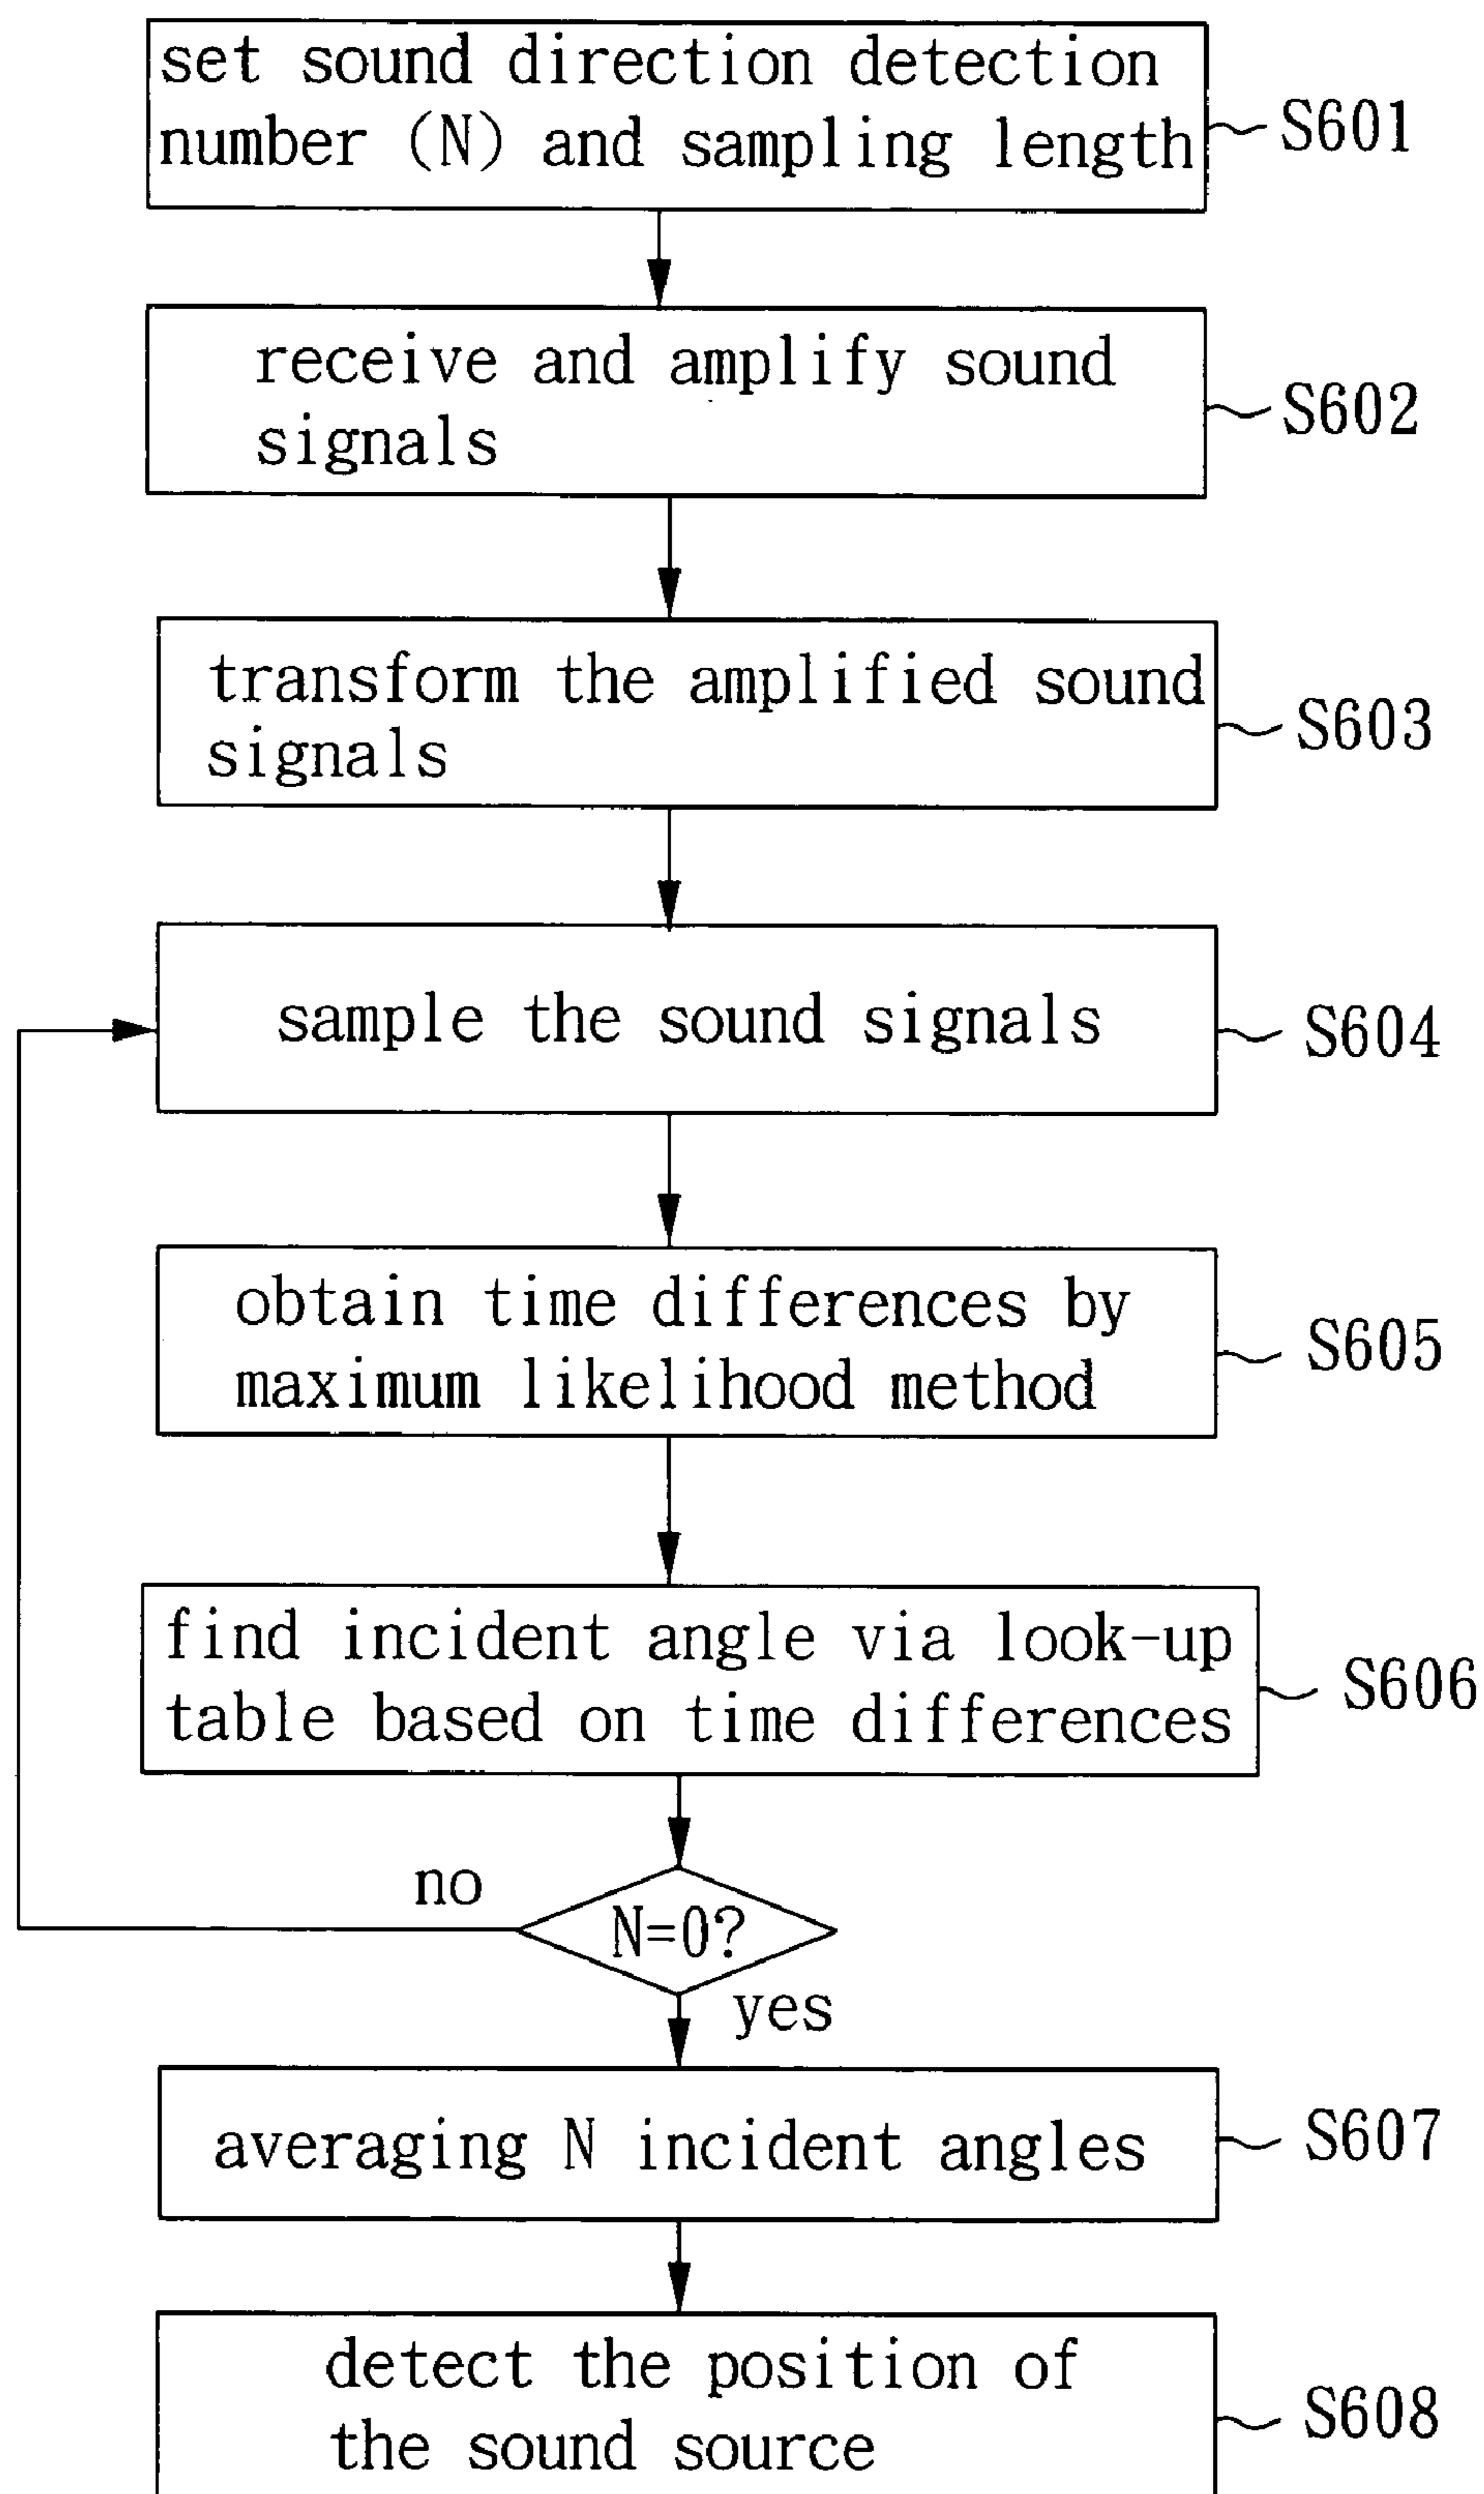 set sound direction detection
number (N) and sampling length
S601
receive and amplify sound
signals
S602
transform the amplified sound
signals
S603
sample the sound signals
S604
obtain time differences by
maximum likelihood method
S605
find incident angle via look-up
table based on time differences
S606
no
N=0?
yes
averaging N incident angles
S607
detect the position of
the sound source
S608